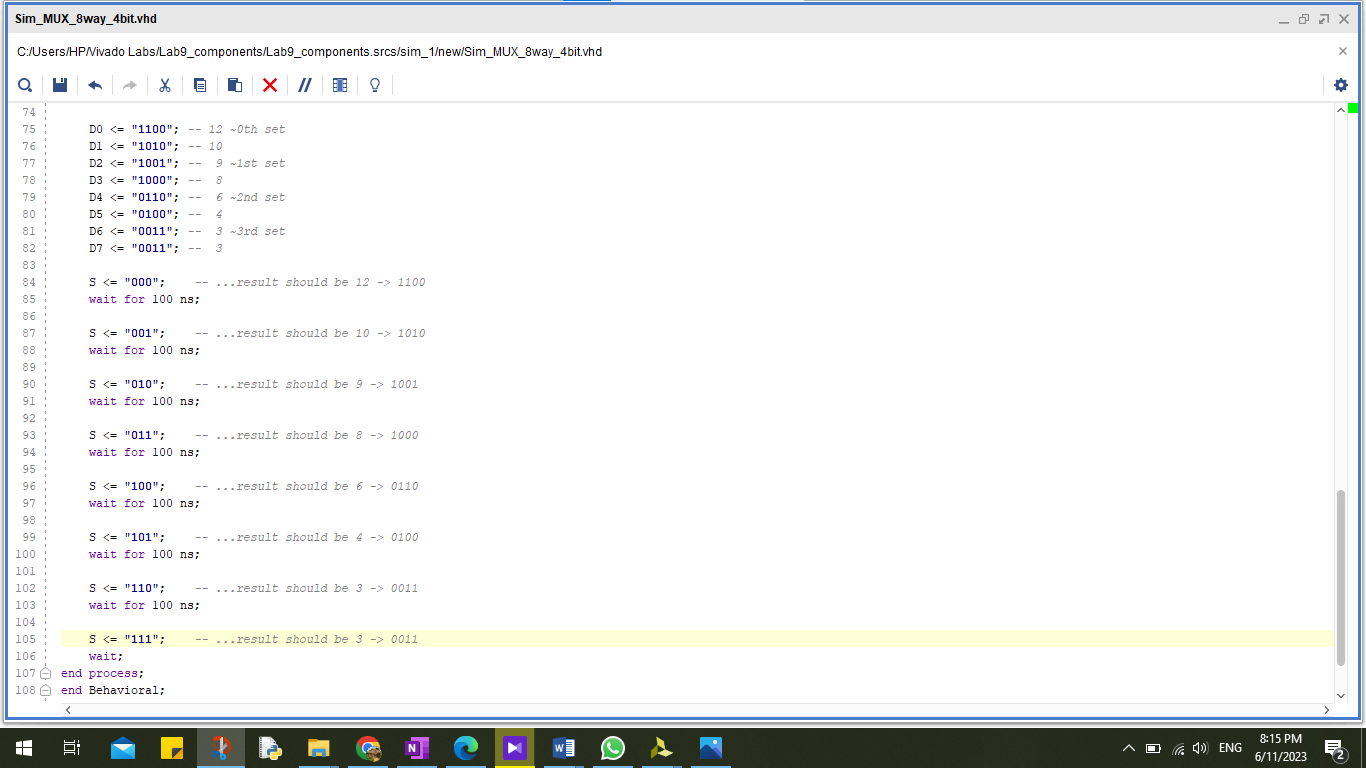 Sim_MUX_8way_4bit.vhd
C:/Users/HP/Vivado Labs/Lab9_components/Lab9_components.srcs/sim_1/new/Sim_MUX_8way_4bit.vhd
74
75 D0 <= "1100"; -- 12 ~0th set
76 D1 <= "1010"; -- 10
77 D2 <= "1001"; --  9 ~1st set
78 D3 <= "1000"; --  8
79 D4 <= "0110"; --  6 ~2nd set
80 D5 <= "0100"; --  4
81 D6 <= "0011"; --  3 ~3rd set
82 D7 <= "0011"; --  3
83
84 S <= "000";    -- ...result should be 12 -> 1100
85 wait for 100 ns;
86
87 S <= "001";    -- ...result should be 10 -> 1010
88 wait for 100 ns;
89
90 S <= "010";    -- ...result should be 9 -> 1001
91 wait for 100 ns;
92
93 S <= "011";    -- ...result should be 8 -> 1000
94 wait for 100 ns;
95
96 S <= "100";    -- ...result should be 6 -> 0110
97 wait for 100 ns;
98
99 S <= "101";    -- ...result should be 4 -> 0100
100 wait for 100 ns;
101
102 S <= "110";    -- ...result should be 3 -> 0011
103 wait for 100 ns;
104
105 S <= "111";    -- ...result should be 3 -> 0011
106 wait;
107 end process;
108 end Behavioral;
ENG
8:15 PM
6/11/2023
2